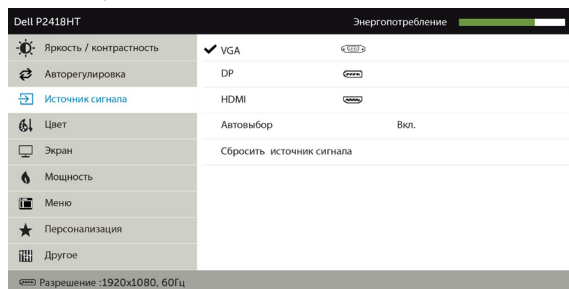 Dell P2418HT
Энергопотребление
Яркость / контрастность
Авторегулировка
Источник сигнала
Цвет
Экран
Мощность
Меню
Персонализация
Другое
VGA
DP
HDMI
Автовыбор Вкл.
Сбросить источник сигнала
Разрешение :1920x1080, 60Гц